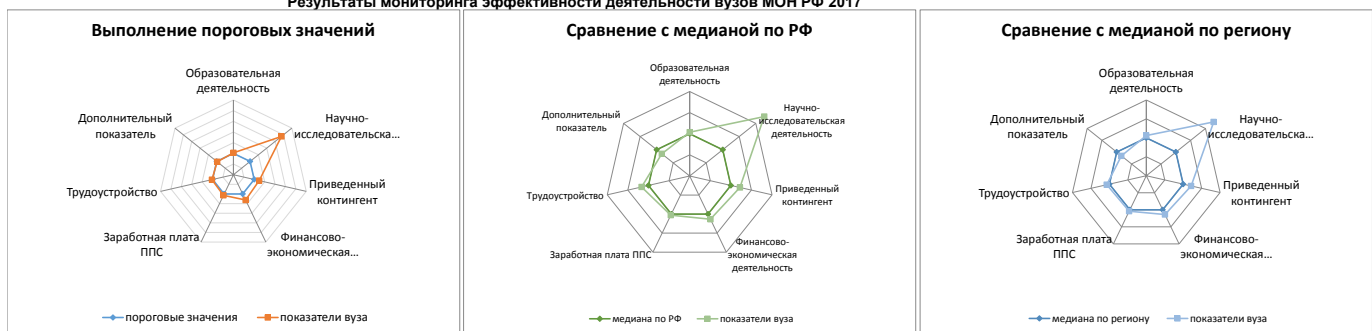 Результаты мониторинга эффективности деятельности вузов МОН РФ 2017
Выполнение пороговых значений
Образовательная
деятельность
Научно-
исследовательска...
Приведенный
контингент
Финансово-
экономическая...
Заработная плата
ППС
Трудоустройство
Дополнительный
показатель
пороговые значения
показатели вуза
Сравнение с медианой по РФ
Образовательная
деятельность
Научно-
исследовательская
деятельность
Приведенный
контингент
Финансово-
экономическая
деятельность
Заработная плата ППС
Трудоустройство
Дополнительный
показатель
медиана по РФ
показатели вуза
Сравнение с медианой по региону
Образовательная
деятельность
Научно-
исследовательска...
Приведенный
контингент
Финансово-
экономическая...
Заработная плата
ППС
Трудоустройство
Дополнительный
показатель
медиана по региону
показатели вуза